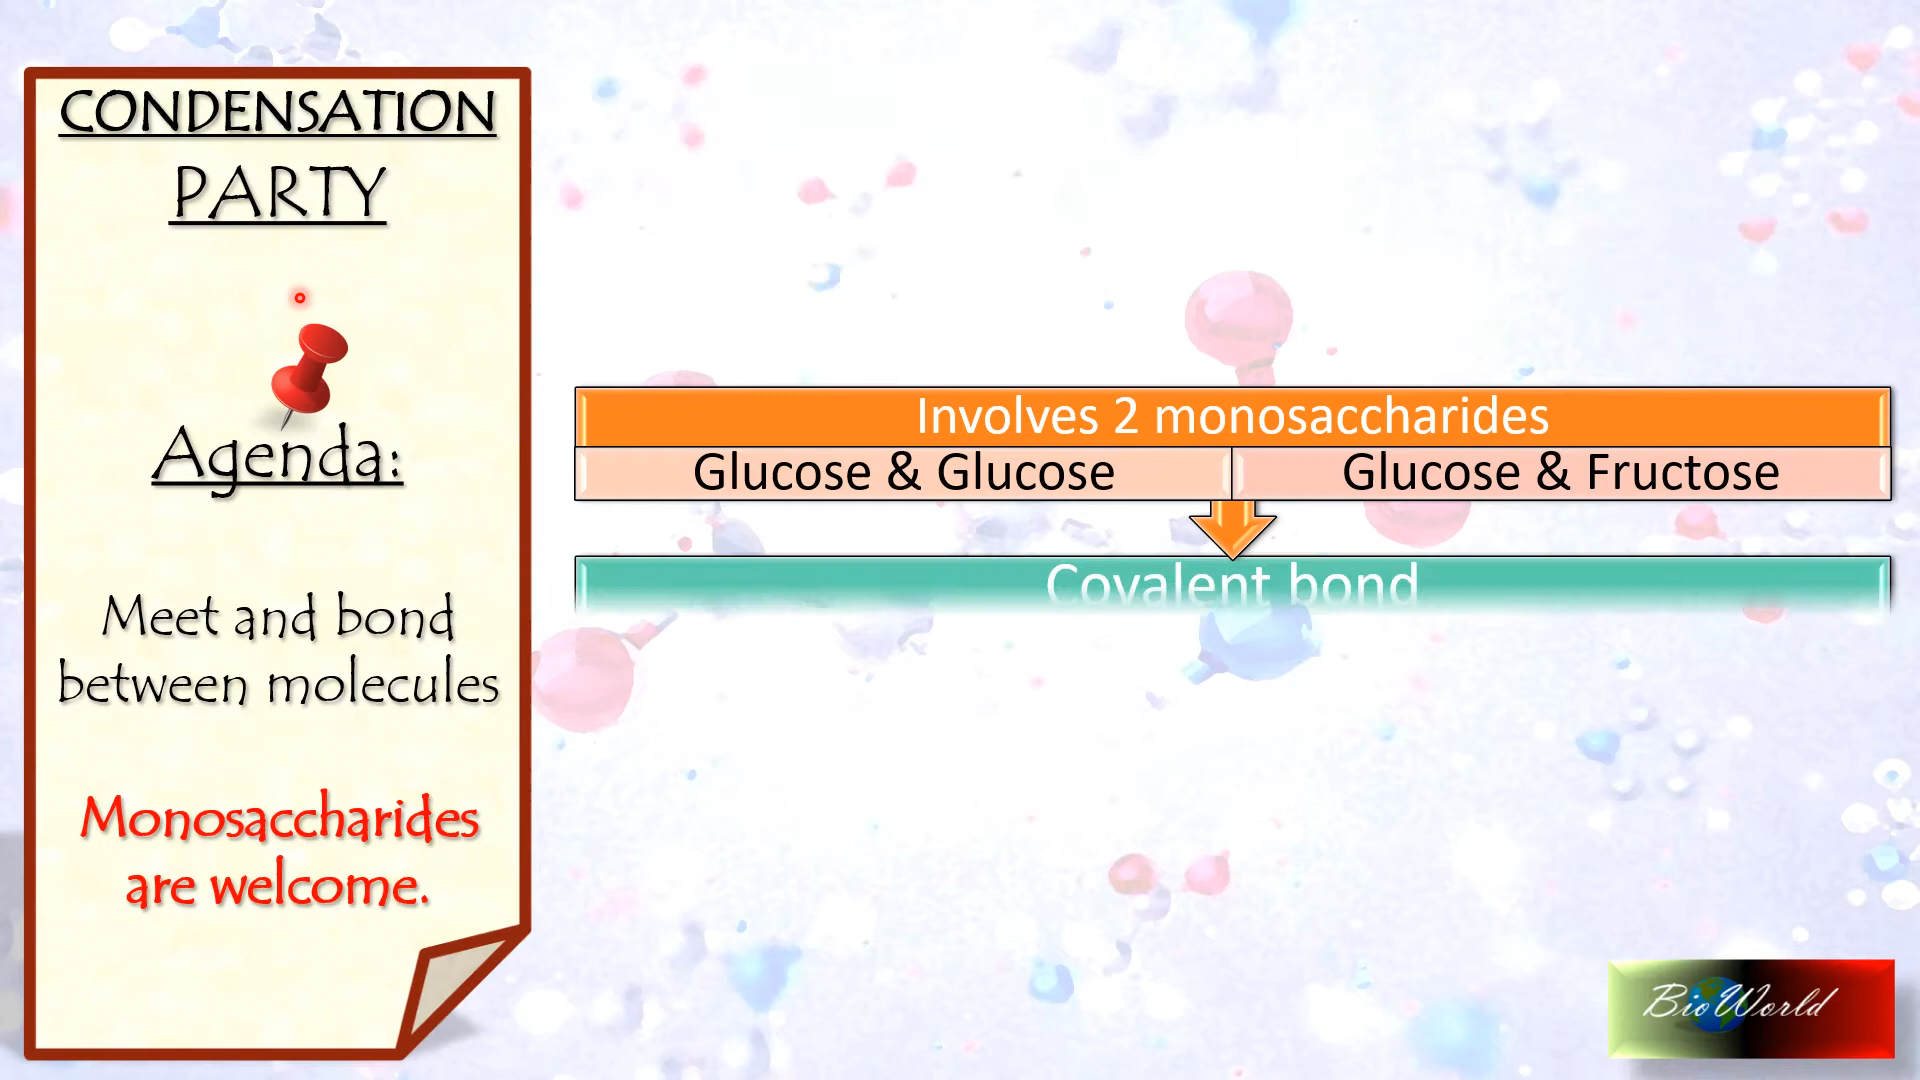 CONDENSATION
PARTY
Agenda:
Meet and bond
between molecules
Monosaccharides
are welcome.
Involves 2 monosaccharides
Glucose & Glucose
Glucose & Fructose
Covalent bond
BioWorld